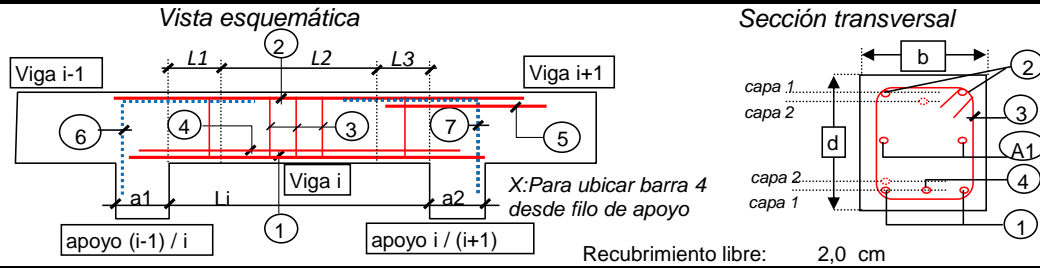 Vista esquemática
Sección transversal
L1
2
L2
L3
Viga i-1
Viga i+1
b
2
capa 1
capa 2
6
4
3
7
5
3
d
A1
capa 2
capa 1
4
Viga i
X:Para ubicar barra 4
desde filo de apoyo
a1
Li
1
a2
1
apoyo (i-1) / i
apoyo i / (i+1)
Recubrimiento libre: 2,0 cm